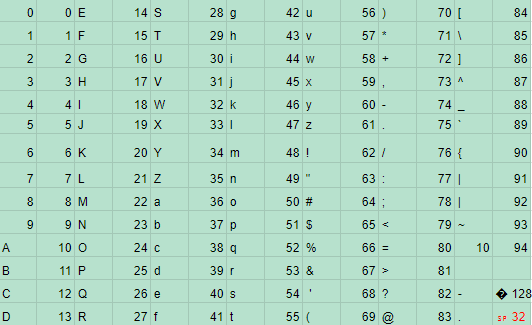 0 0 E 14 S 28 g 42 u 56 ) 70 [ 84
1 1 F 15 T 29 h 43 v 57 * 71 \ 85
2 2 G 16 U 30 i 44 w 58 + 72 ] 86
3 3 H 17 V 31 j 45 x 59 , 73 ^ 87
4 4 I 18 W 32 k 46 y 60 - 74 _ 88
5 5 J 19 X 33 l 47 z 61 . 75 ` 89
6 6 K 20 Y 34 m 48 ! 62 / 76 { 90
7 7 L 21 Z 35 n 49 " 63 : 77 | 91
8 8 M 22 a 36 o 50 # 64 ; 78 | 92
9 9 N 23 b 37 p 51 $ 65 < 79 ~ 93
A 10 O 24 c 38 q 52 % 66 = 80 10 94
B 11 P 25 d 39 r 53 & 67 > 81
C 12 Q 26 e 40 s 54 ' 68 ? 82 - � 128
D 13 R 27 f 41 t 55 ( 69 @ 83 . SP 32